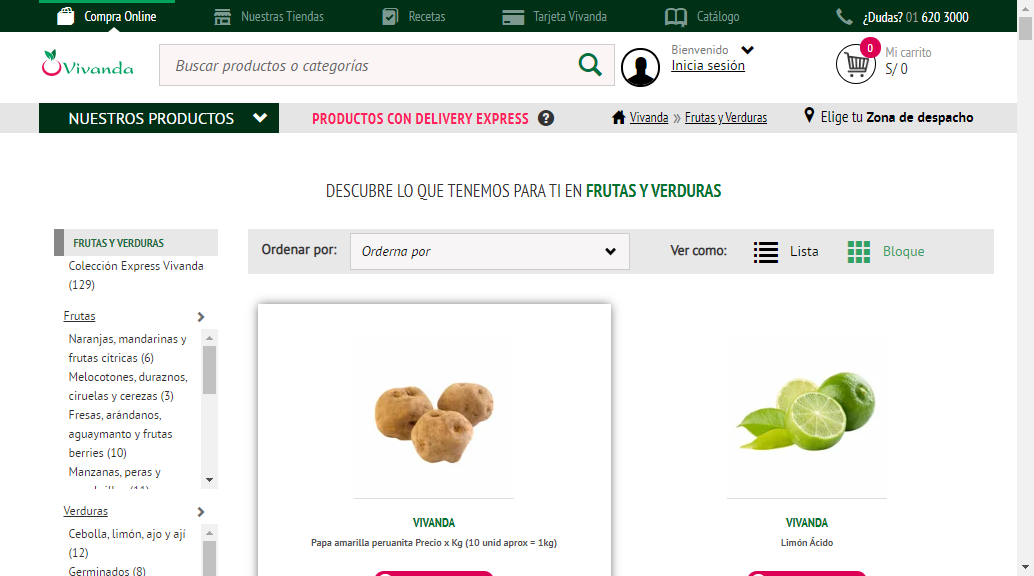 Compra Online
Nuestras Tiendas
Recetas
Tarjeta Vivanda
Catálogo
¿Dudas? 01 620 3000
Vivanda
Buscar productos o categorías
Bienvenido
Inicia sesión
0
Mi carrito
S/ 0
NUESTROS PRODUCTOS
PRODUCTOS CON DELIVERY EXPRESS ?
Vivanda » Frutas y Verduras
Elige tu Zona de despacho
DESCUBRE LO QUE TENEMOS PARA TI EN FRUTAS Y VERDURAS
FRUTAS Y VERDURAS
Colección Express Vivanda
(129)
Frutas
Naranjas, mandarinas y
frutas citricas (6)
Melocotones, duraznos,
ciruelas y cerezas (3)
Fresas, arándanos,
aguaymanto y frutas
berries (10)
Manzanas, peras y
Verduras
Cebolla, limón, ajo y ají
(12)
Germinados (8)
Ordenar por:
Orderna por
Ver como:
Lista
Bloque
VIVANDA
Papa amarilla peruanita Precio x Kg (10 unid aprox = 1kg)
VIVANDA
Limón Ácido